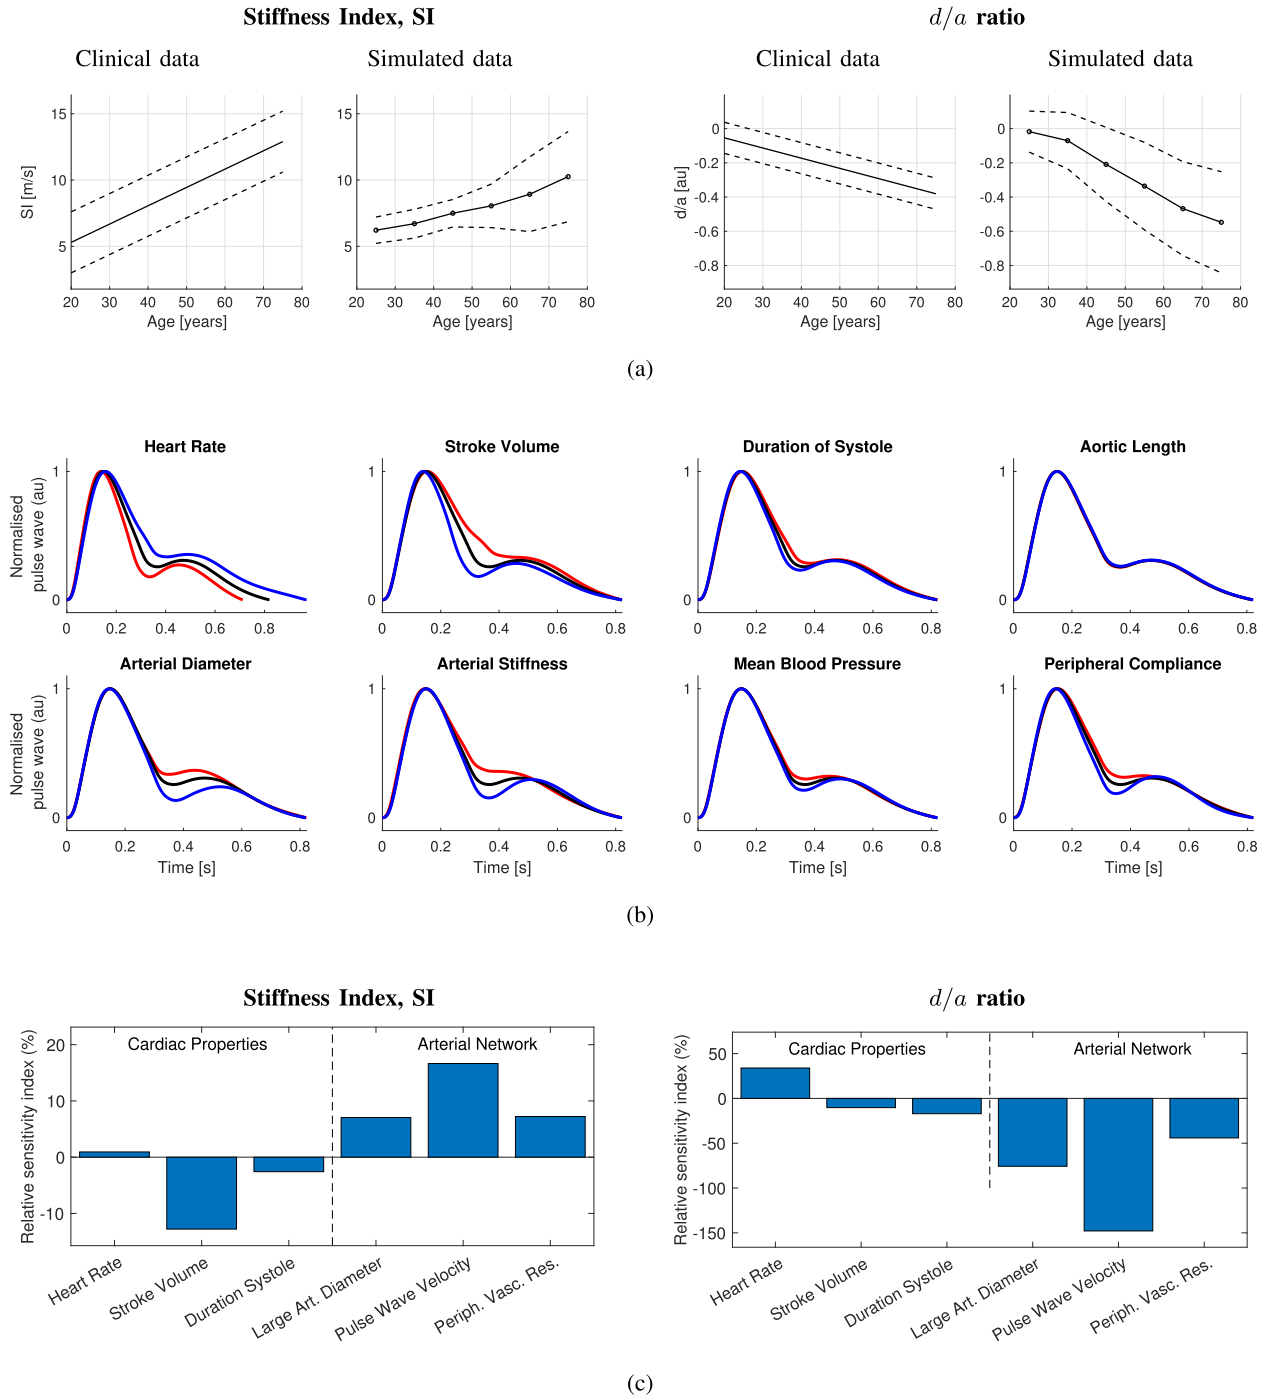 Stiffness Index, SI
d/a ratio
Clinical data
Simulated data
Clinical data
Simulated data
15
10
5
SI [m/s]
20 30 40 50 60 70 80
Age [years]
15
10
5
20 30 40 50 60 70 80
Age [years]
0
-0.2
-0.4
-0.6
-0.8
d/a [au]
20 30 40 50 60 70 80
Age [years]
0
-0.2
-0.4
-0.6
-0.8
20 30 40 50 60 70 80
Age [years]
(a)
Heart Rate
Stroke Volume
Duration of Systole
Aortic Length
Normalised
pulse wave (au)
1
0
0 0.2 0.4 0.6 0.8
1
0
0 0.2 0.4 0.6 0.8
1
0
0 0.2 0.4 0.6 0.8
1
0
0 0.2 0.4 0.6 0.8
Arterial Diameter
Arterial Stiffness
Mean Blood Pressure
Peripheral Compliance
Normalised
pulse wave (au)
1
0
0 0.2 0.4 0.6 0.8
Time [s]
1
0
0 0.2 0.4 0.6 0.8
Time [s]
1
0
0 0.2 0.4 0.6 0.8
Time [s]
1
0
0 0.2 0.4 0.6 0.8
Time [s]
(b)
Stiffness Index, SI
Relative sensitivity index (%)
20
10
0
-10
Cardiac Properties
Arterial Network
Heart Rate
Stroke Volume
Duration Systole
Large Art. Diameter
Pulse Wave Velocity
Periph. Vasc. Res.
d/a ratio
Relative sensitivity index (%)
50
0
-50
-100
-150
Cardiac Properties
Arterial Network
Heart Rate
Stroke Volume
Duration Systole
Large Art. Diameter
Pulse Wave Velocity
Periph. Vasc. Res.
(c)